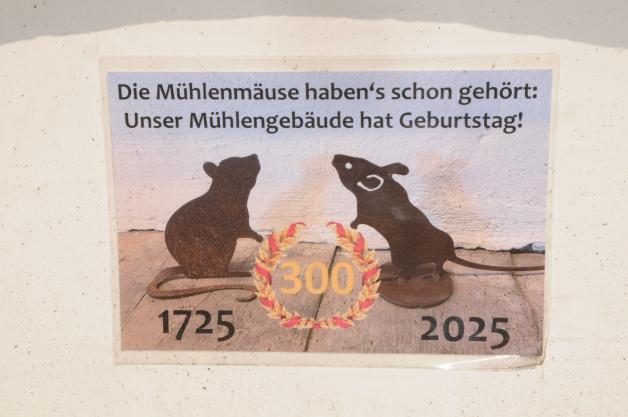 Die Mühlenmäuse haben‘s schon gehört:
Unser Mühlengebäude hat Geburtstag!
300
1725
2025